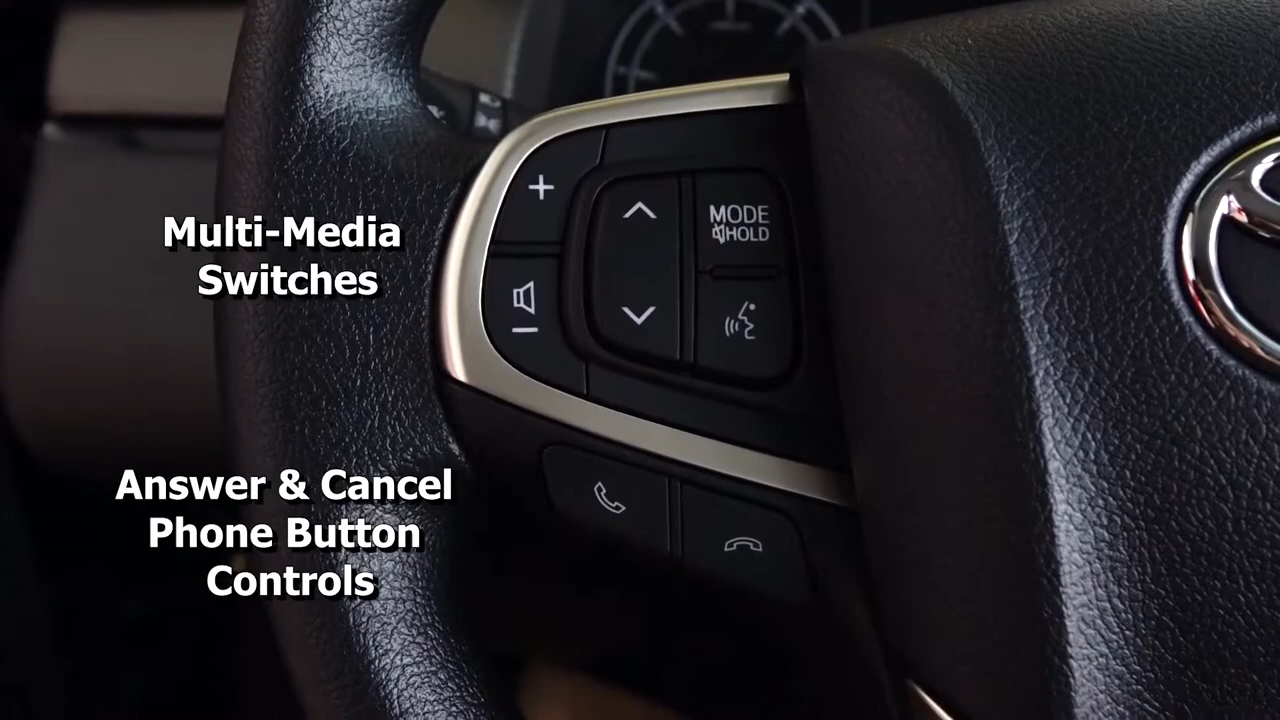 Multi-Media
Switches
+
MODE
HOLD
Answer & Cancel
Phone Button
Controls